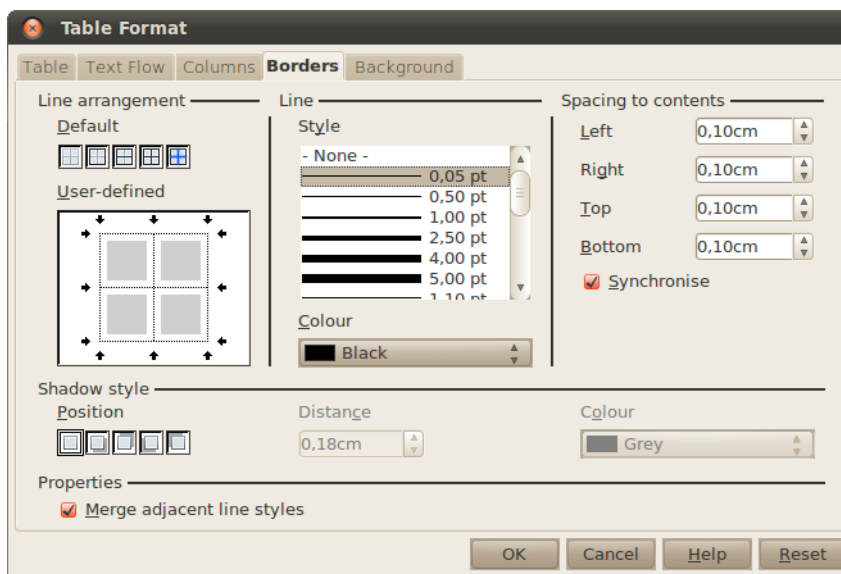 Table Format
Table Text Flow Columns Borders Background
Line arrangement
Default
User-defined
Line
Style
- None -
0,05 pt
0,50 pt
1,00 pt
2,50 pt
4,00 pt
5,00 pt
1,10 pt
Colour
Black
Spacing to contents
Left 0,10cm
Right 0,10cm
Top 0,10cm
Bottom 0,10cm
Synchronise
Shadow style
Position
Distance
0,18cm
Colour
Grey
Properties
Merge adjacent line styles
OK Cancel Help Reset